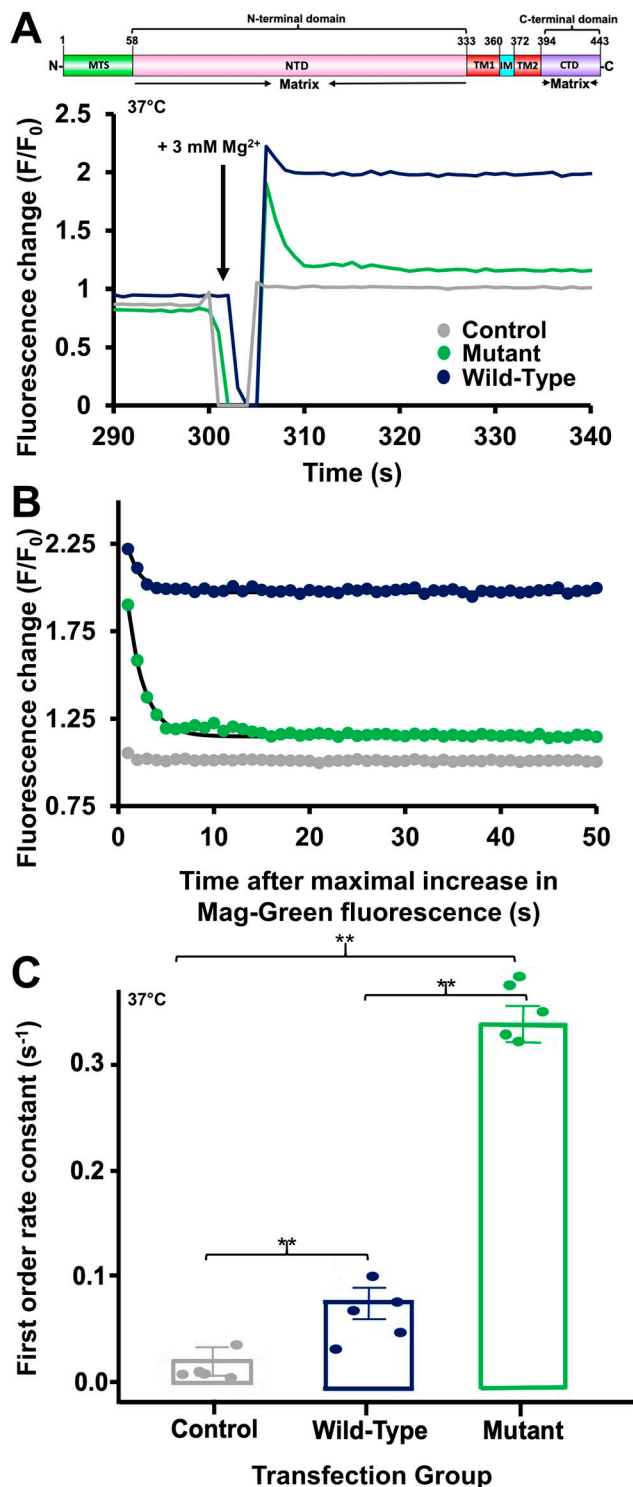 A
N-terminal domain
C-terminal domain
1 58 333 360 372 394 443
N- MTS NTD TM1 IM TM2 CTD -C
Matrix Matrix
37°C
+ 3 mM Mg²⁺
Fluorescence change (F/F₀)
2.5
2
1.5
1
0.5
0
Control
Mutant
Wild-Type
290 300 310 320 330 340
Time (s)
B
Fluorescence change (F/F₀)
2.25
1.75
1.25
0.75
0 10 20 30 40 50
Time after maximal increase in
Mag-Green fluorescence (s)
C
37°C
**
**
**
First order rate constant (s⁻¹)
0.3
0.2
0.1
0.0
Control Wild-Type Mutant
Transfection Group